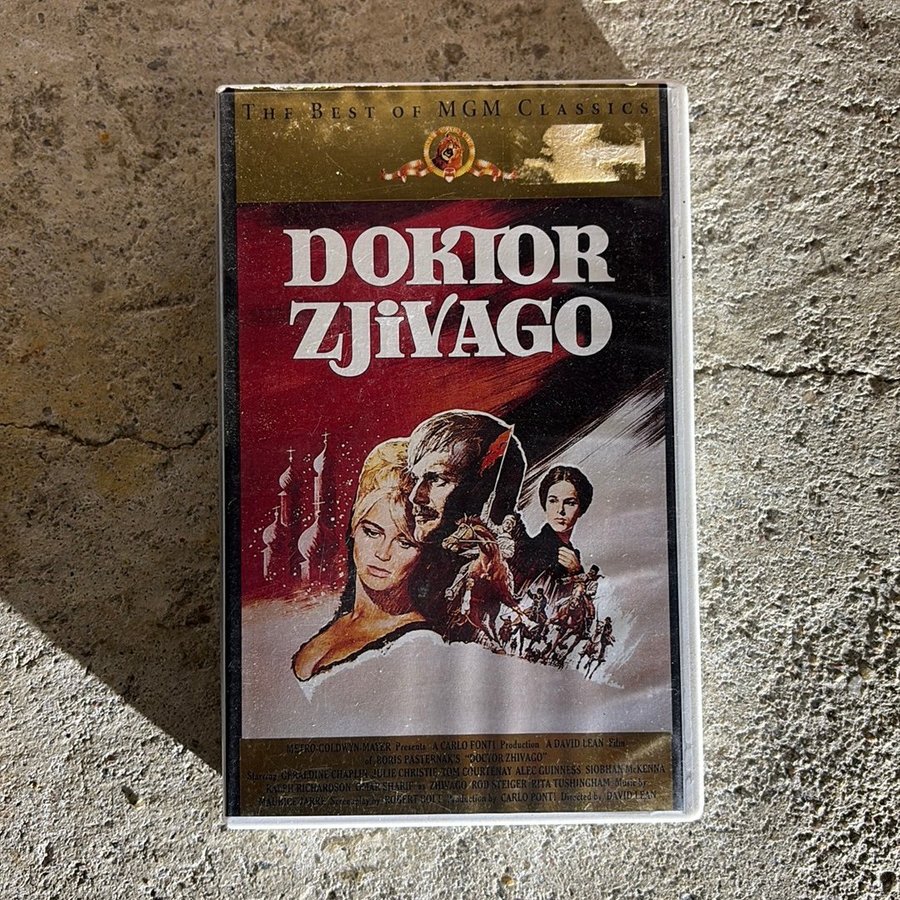 THE BEST OF MGM CLASSICS
DOKTOR
ZJiVAGO
METRO-GOLDWYN-MAYER Presents A CARLO PONTI Production A DAVID LEAN Film
of BORIS PASTERNAK'S "DOCTOR ZHIVAGO"
Starring GERALDINE CHAPLIN JULIE CHRISTIE TOM COURTENAY ALEC GUINNESS SIOBHAN McKENNA
RALPH RICHARDSON OMAR SHARIF as ZHIVAGO ROD STEIGER RITA TUSHINGHAM Music by
MAURICE JARRE Screenplay by ROBERT BOLT Production by CARLO PONTI Directed by DAVID LEAN